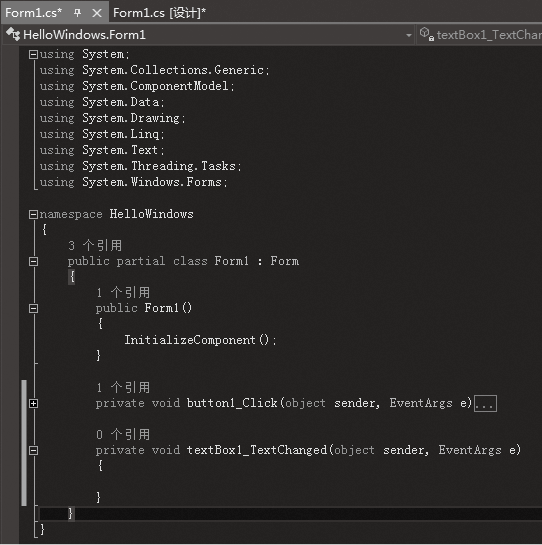 Form1.cs* Form1.cs [设计]*
HelloWindows.Form1 textBox1_TextChan
using System;
using System.Collections.Generic;
using System.ComponentModel;
using System.Data;
using System.Drawing;
using System.Linq;
using System.Text;
using System.Threading.Tasks;
using System.Windows.Forms;
namespace HelloWindows
{
3 个引用
public partial class Form1 : Form
{
1 个引用
public Form1()
{
InitializeComponent();
}
1 个引用
private void button1_Click(object sender, EventArgs e)...
0 个引用
private void textBox1_TextChanged(object sender, EventArgs e)
{
}
}
}